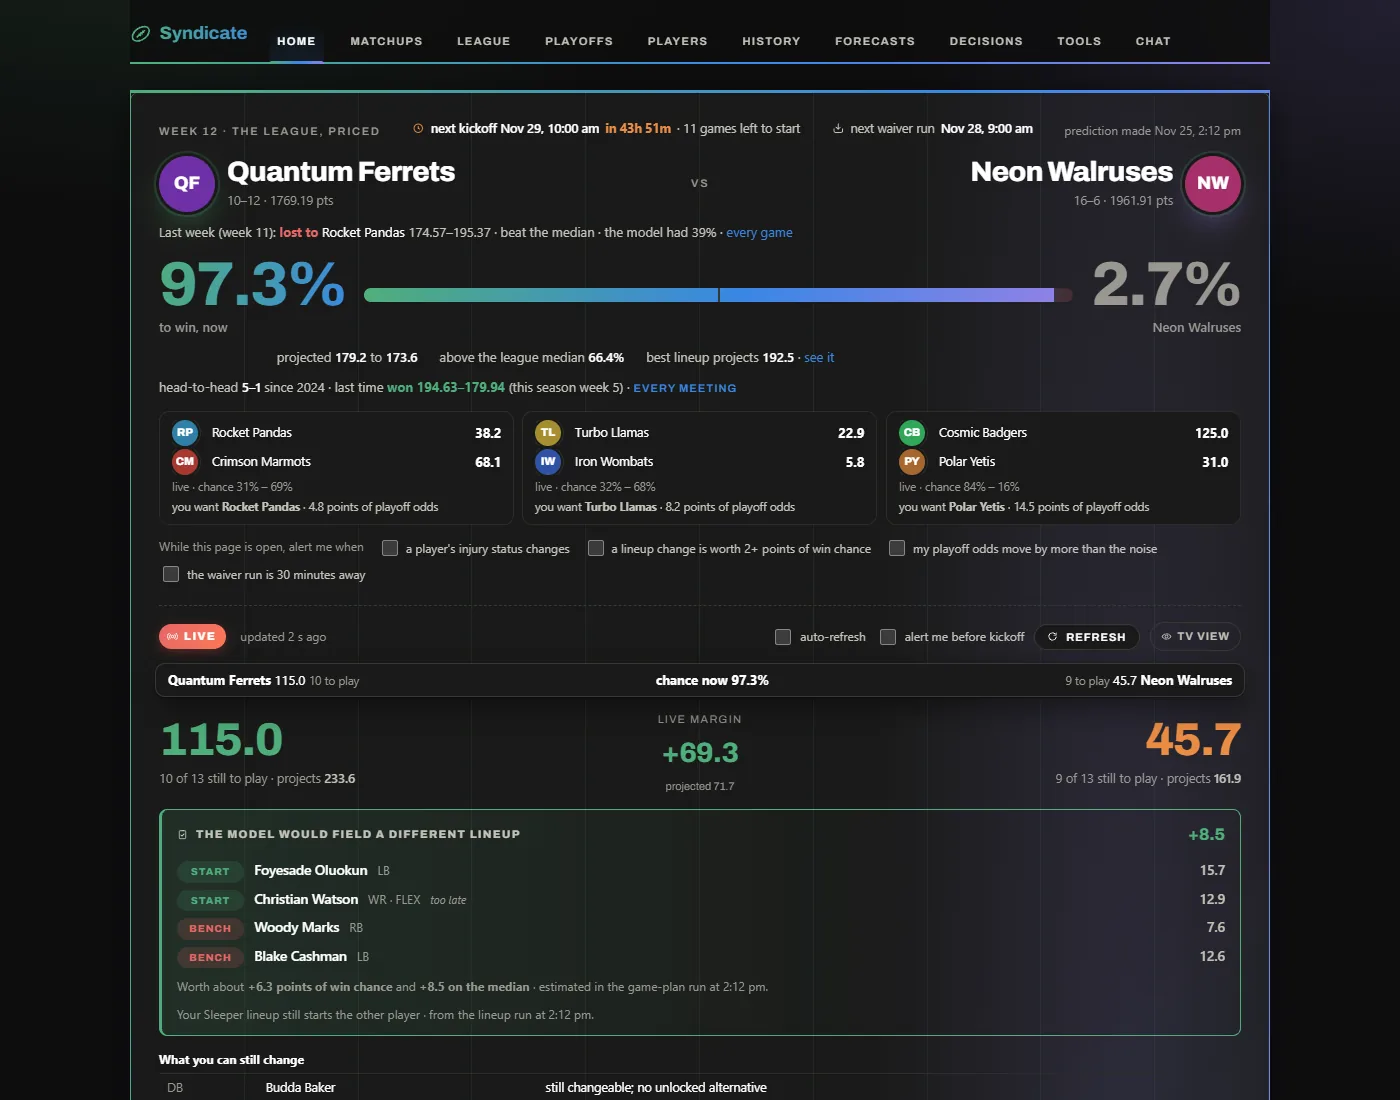 Syndicate HOME MATCHUPS LEAGUE PLAYOFFS PLAYERS HISTORY FORECASTS DECISIONS TOOLS CHAT
WEEK 12 · THE LEAGUE, PRICED next kickoff Nov 29, 10:00 am in 43h 51m · 11 games left to start next waiver run Nov 28, 9:00 am prediction made Nov 25, 2:12 pm
QF Quantum Ferrets VS Neon Walruses NW
10–12 · 1769.19 pts 16–6 · 1961.91 pts
Last week (week 11): lost to Rocket Pandas 174.57–195.37 · beat the median · the model had 39% · every game
97.3% 2.7%
to win, now Neon Walruses
projected 179.2 to 173.6 above the league median 66.4% best lineup projects 192.5 · see it
head-to-head 5–1 since 2024 · last time won 194.63–179.94 (this season week 5) · EVERY MEETING
RP Rocket Pandas 38.2
CM Crimson Marmots 68.1
live · chance 31% – 69%
you want Rocket Pandas · 4.8 points of playoff odds
TL Turbo Llamas 22.9
IW Iron Wombats 5.8
live · chance 32% – 68%
you want Turbo Llamas · 8.2 points of playoff odds
CB Cosmic Badgers 125.0
PY Polar Yetis 31.0
live · chance 84% – 16%
you want Polar Yetis · 14.5 points of playoff odds
While this page is open, alert me when a player's injury status changes a lineup change is worth 2+ points of win chance my playoff odds move by more than the noise
the waiver run is 30 minutes away
LIVE updated 2 s ago auto-refresh alert me before kickoff REFRESH TV VIEW
Quantum Ferrets 115.0 10 to play chance now 97.3% 9 to play 45.7 Neon Walruses
115.0 LIVE MARGIN 45.7
+69.3
10 of 13 still to play · projects 233.6 projected 71.7 9 of 13 still to play · projects 161.9
THE MODEL WOULD FIELD A DIFFERENT LINEUP +8.5
START Foyesade Oluokun LB 15.7
START Christian Watson WR · FLEX too late 12.9
BENCH Woody Marks RB 7.6
BENCH Blake Cashman LB 12.6
Worth about +6.3 points of win chance and +8.5 on the median · estimated in the game-plan run at 2:12 pm.
Your Sleeper lineup still starts the other player · from the lineup run at 2:12 pm.
What you can still change
DB Budda Baker still changeable; no unlocked alternative